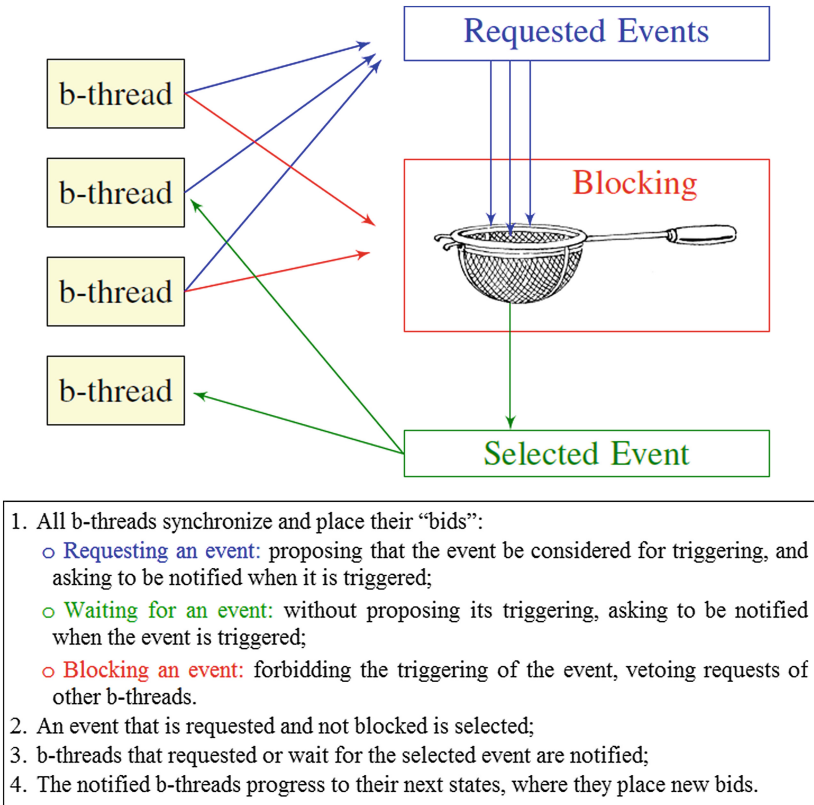 Requested Events
b-thread
b-thread
b-thread
b-thread
Blocking
Selected Event
1. All b-threads synchronize and place their “bids”:
o Requesting an event: proposing that the event be considered for triggering, and
asking to be notified when it is triggered;
o Waiting for an event: without proposing its triggering, asking to be notified
when the event is triggered;
o Blocking an event: forbidding the triggering of the event, vetoing requests of
other b-threads.
2. An event that is requested and not blocked is selected;
3. b-threads that requested or wait for the selected event are notified;
4. The notified b-threads progress to their next states, where they place new bids.